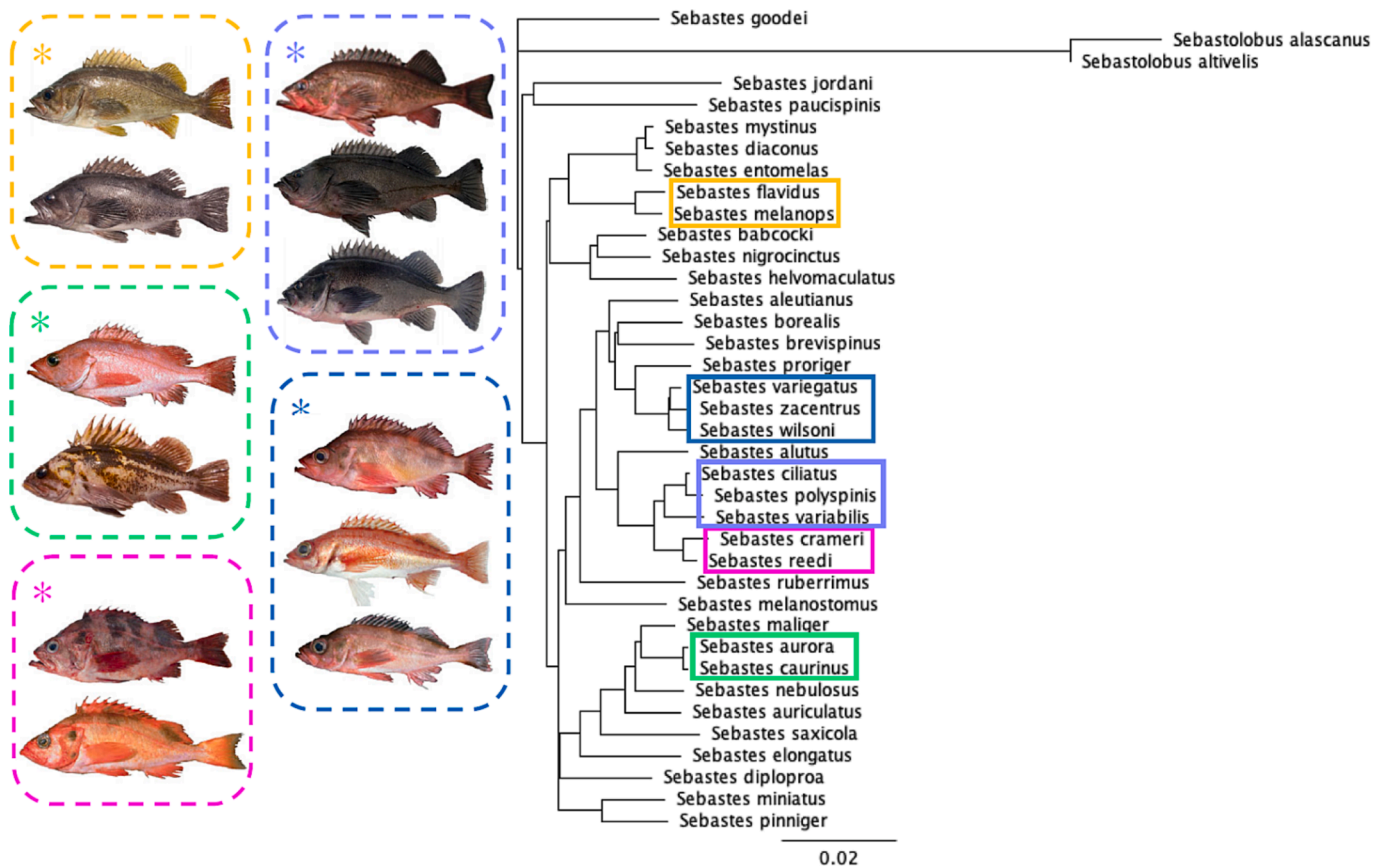 Sebastes goodei
Sebastolobus alascanus
Sebastolobus altivelis
Sebastes jordani
Sebastes paucispinis
Sebastes mystinus
Sebastes diaconus
Sebastes entomelas
Sebastes flavidus
Sebastes melanops
Sebastes babcocki
Sebastes nigrocinctus
Sebastes helvomaculatus
Sebastes aleutianus
Sebastes borealis
Sebastes brevispinus
Sebastes proriger
Sebastes variegatus
Sebastes zacentrus
Sebastes wilsoni
Sebastes alutus
Sebastes ciliatus
Sebastes polyspinis
Sebastes variabilis
Sebastes crameri
Sebastes reedi
Sebastes ruberrimus
Sebastes melanostomus
Sebastes maliger
Sebastes aurora
Sebastes caurinus
Sebastes nebulosus
Sebastes auriculatus
Sebastes saxicola
Sebastes elongatus
Sebastes diploproa
Sebastes miniatus
Sebastes pinniger
0.02